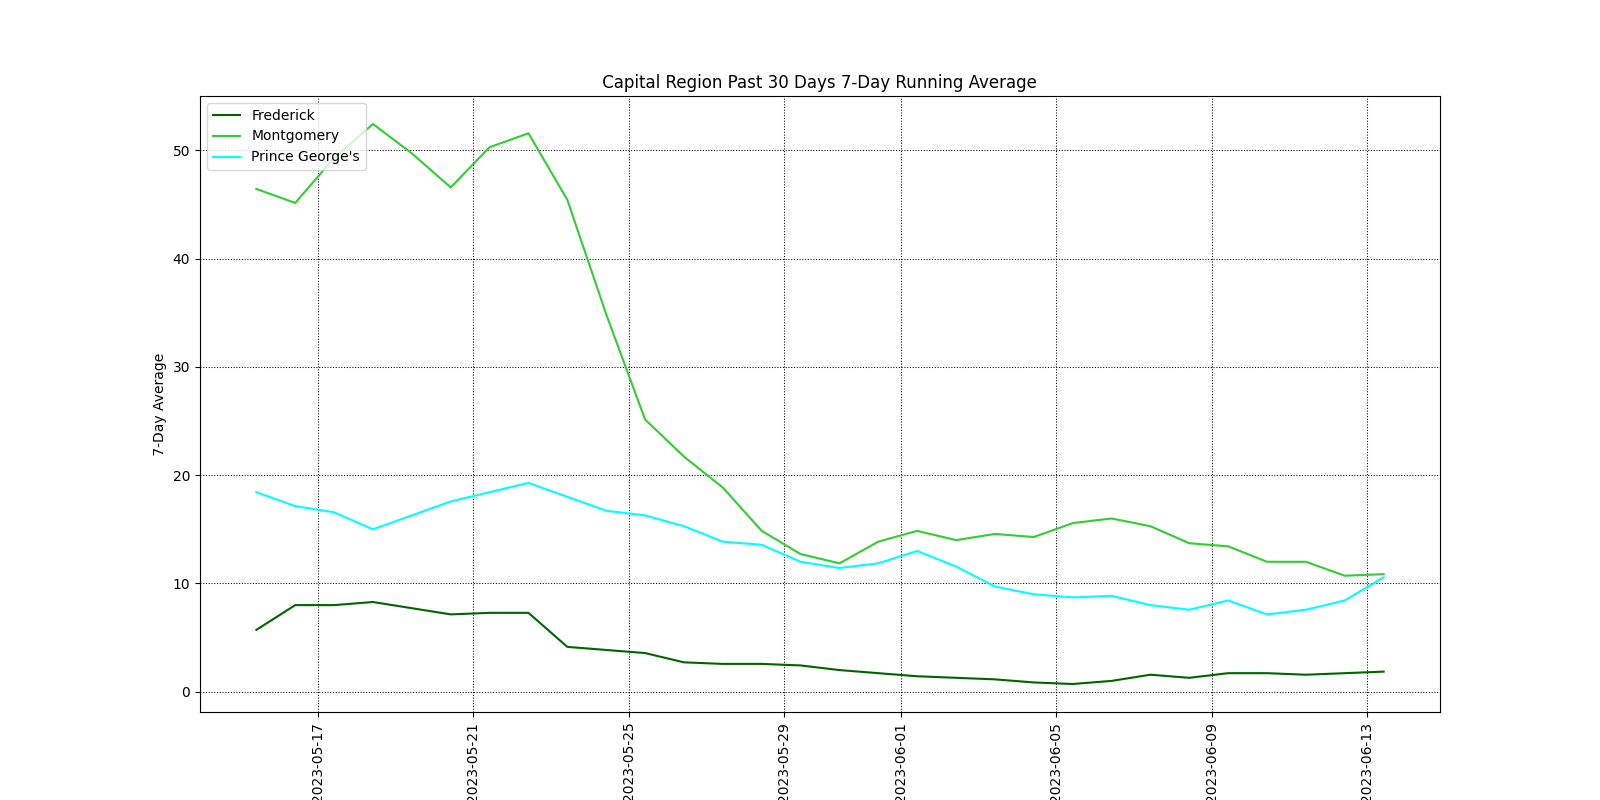 Capital Region Past 30 Days 7-Day Running Average
Frederick
Montgomery
Prince George's
7-Day Average
50
40
30
20
10
0
2023-05-17
2023-05-21
2023-05-25
2023-05-29
2023-06-01
2023-06-05
2023-06-09
2023-06-13